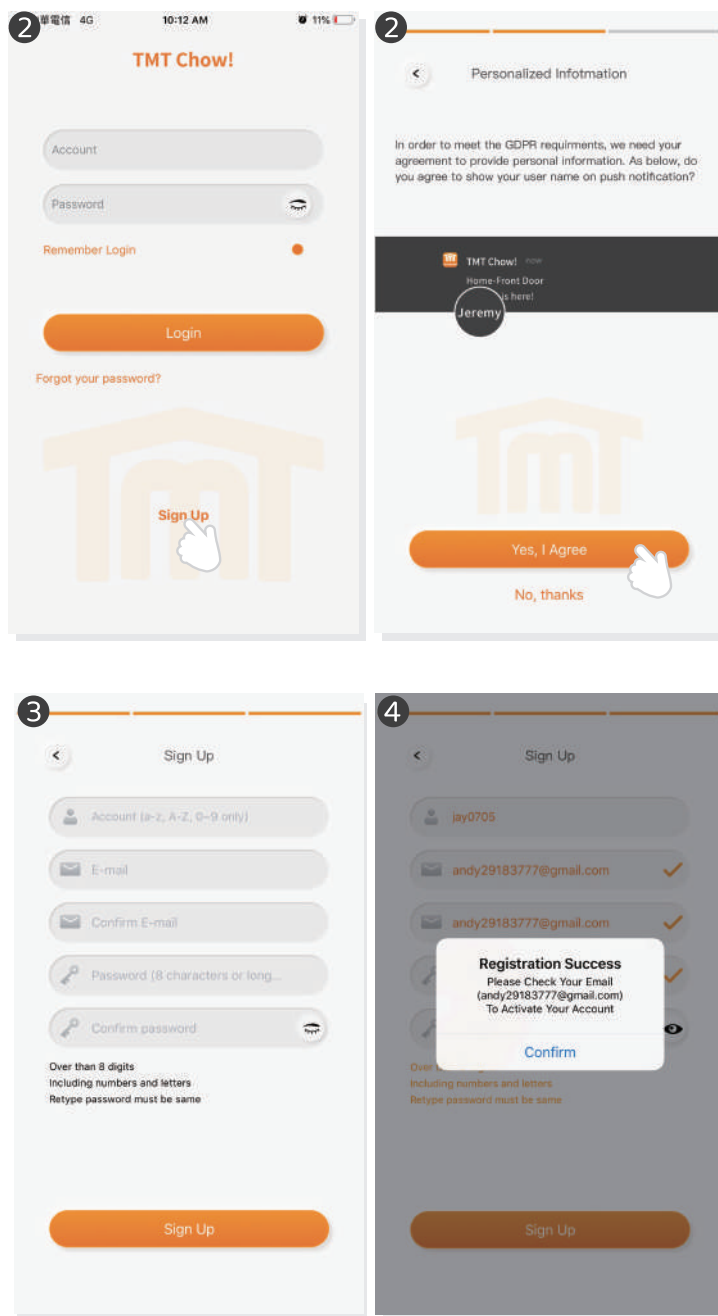 2
華電信 4G 10:12 AM 11%
TMT Chow!
Account
Password
Remember Login
Login
Forgot your password?
Sign Up
2
Personalized Infotmation
In order to meet the GDPR requirments, we need your
agreement to provide personal information. As below, do
you agree to show your user name on push notification?
TMT Chow! now
Home-Front Door
is here!
Jeremy
Yes, I Agree
No, thanks
3
Sign Up
Account (a-z, A-Z, 0-9 only)
E-mail
Confirm E-mail
Password (8 characters or long...
Confirm password
Over than 8 digits
Including numbers and letters
Retype password must be same
Sign Up
4
Sign Up
jay0705
andy29183777@gmail.com
andy29183777@gmail.com
Registration Success
Please Check Your Email
(andy29183777@gmail.com)
To Activate Your Account
Confirm
Over
Including numbers and letters
Retype password must be same
Sign Up